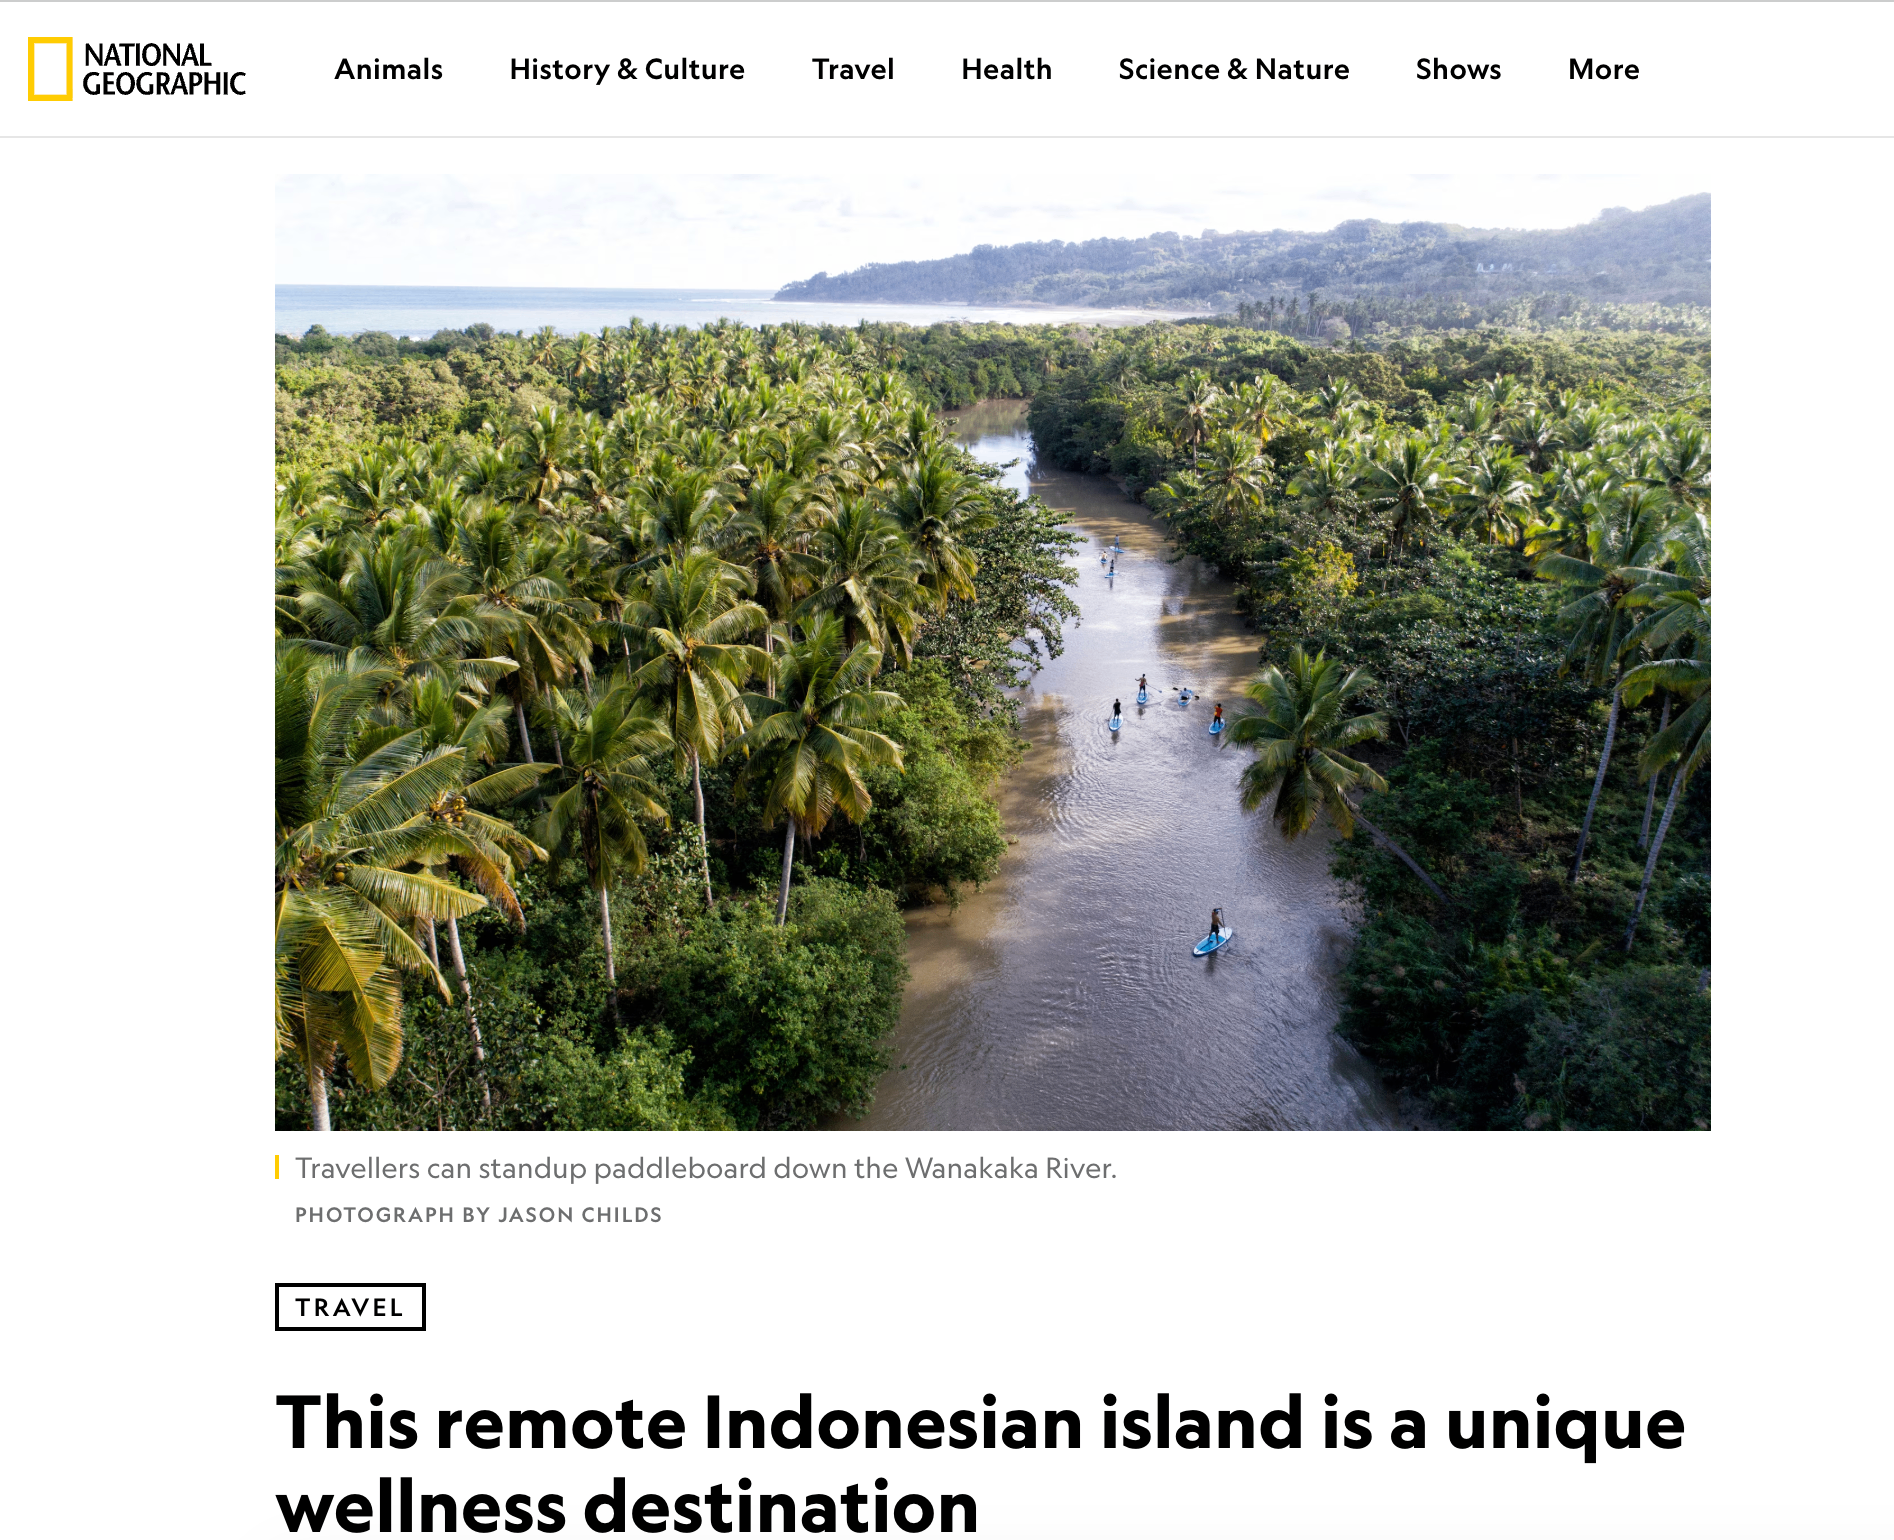 NATIONAL
GEOGRAPHIC
Animals
History & Culture
Travel
Health
Science & Nature
Shows
More
Travellers can standup paddleboard down the Wanakaka River.
PHOTOGRAPH BY JASON CHILDS
TRAVEL
This remote Indonesian island is a unique
wellness destination